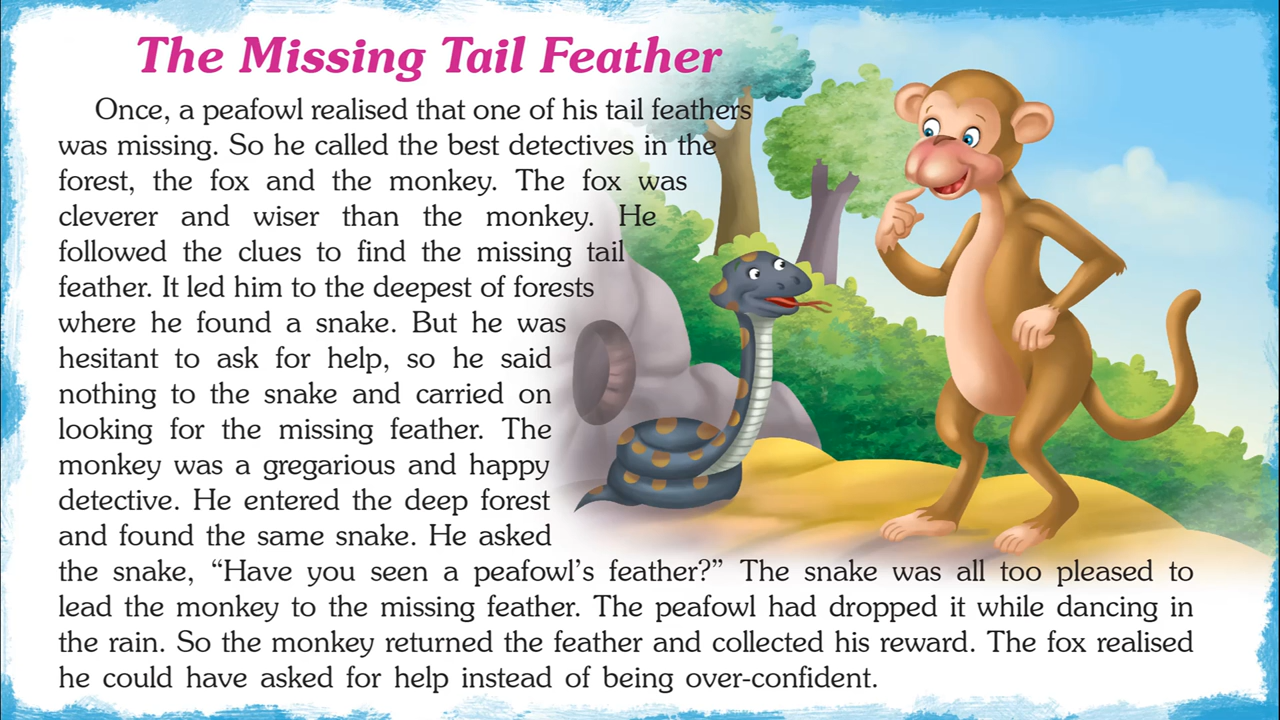 The Missing Tail Feather
Once, a peafowl realised that one of his tail feathers
was missing. So he called the best detectives in the
forest, the fox and the monkey. The fox was
cleverer and wiser than the monkey. He
followed the clues to find the missing tail
feather. It led him to the deepest of forests
where he found a snake. But he was
hesitant to ask for help, so he said
nothing to the snake and carried on
looking for the missing feather. The
monkey was a gregarious and happy
detective. He entered the deep forest
and found the same snake. He asked
the snake, “Have you seen a peafowl’s feather?” The snake was all too pleased to
lead the monkey to the missing feather. The peafowl had dropped it while dancing in
the rain. So the monkey returned the feather and collected his reward. The fox realised
he could have asked for help instead of being over-confident.